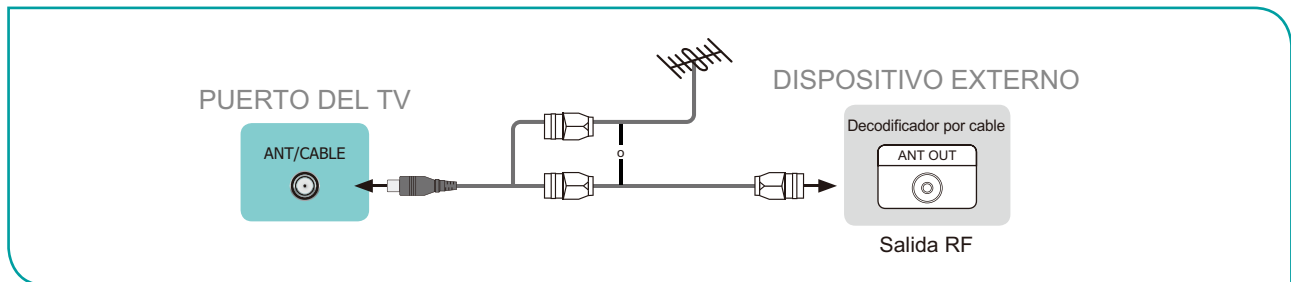 PUERTO DEL TV
ANT/CABLE
o
DISPOSITIVO EXTERNO
Decodificador por cable
ANT OUT
Salida RF